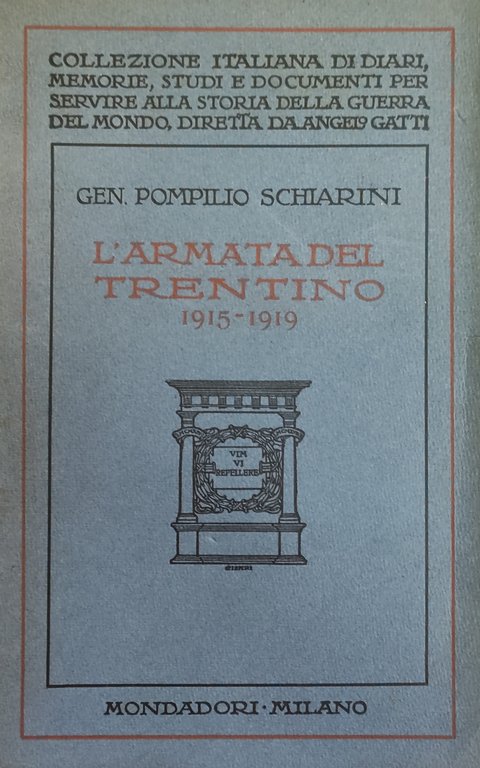 COLLEZIONE ITALIANA DI DIARI,
MEMORIE, STUDI E DOCUMENTI PER
SERVIRE ALLA STORIA DELLA GUERRA
DEL MONDO, DIRETTA DA ANGELO GATTI
GEN. POMPILIO SCHIARINI
L'ARMATA DEL
TRENTINO
1915-1919
VIM
VI
REPELLERE
MONDADORI · MILANO